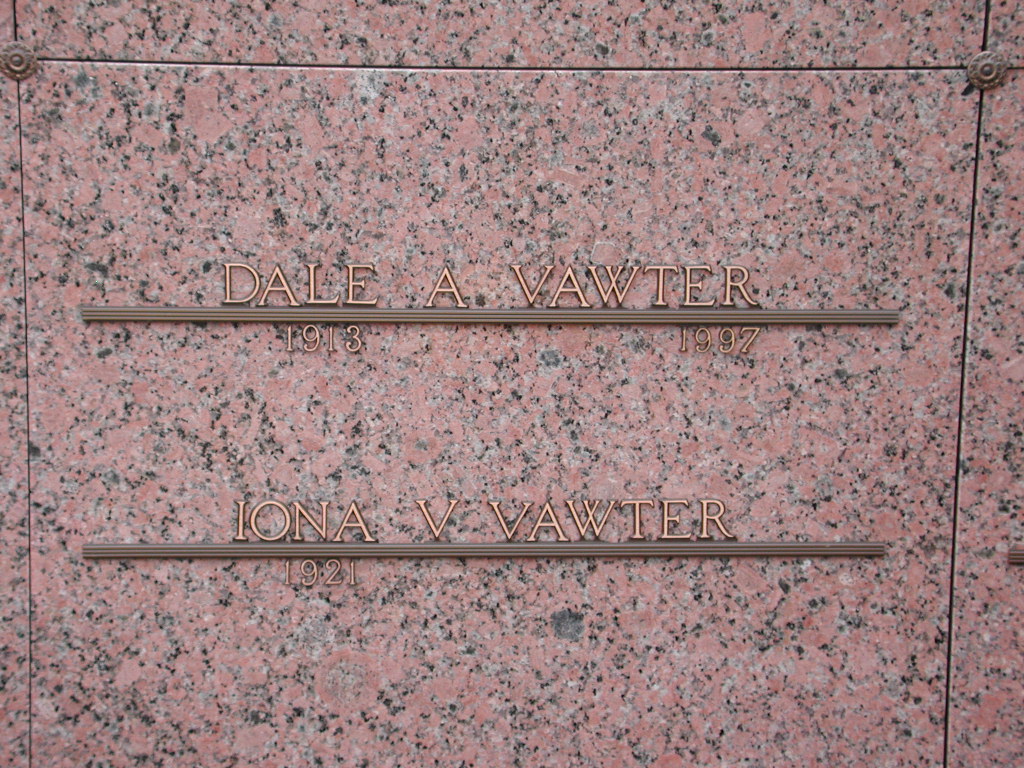 DALE A VAWTER
1913 1997
IONA V VAWTER
1921